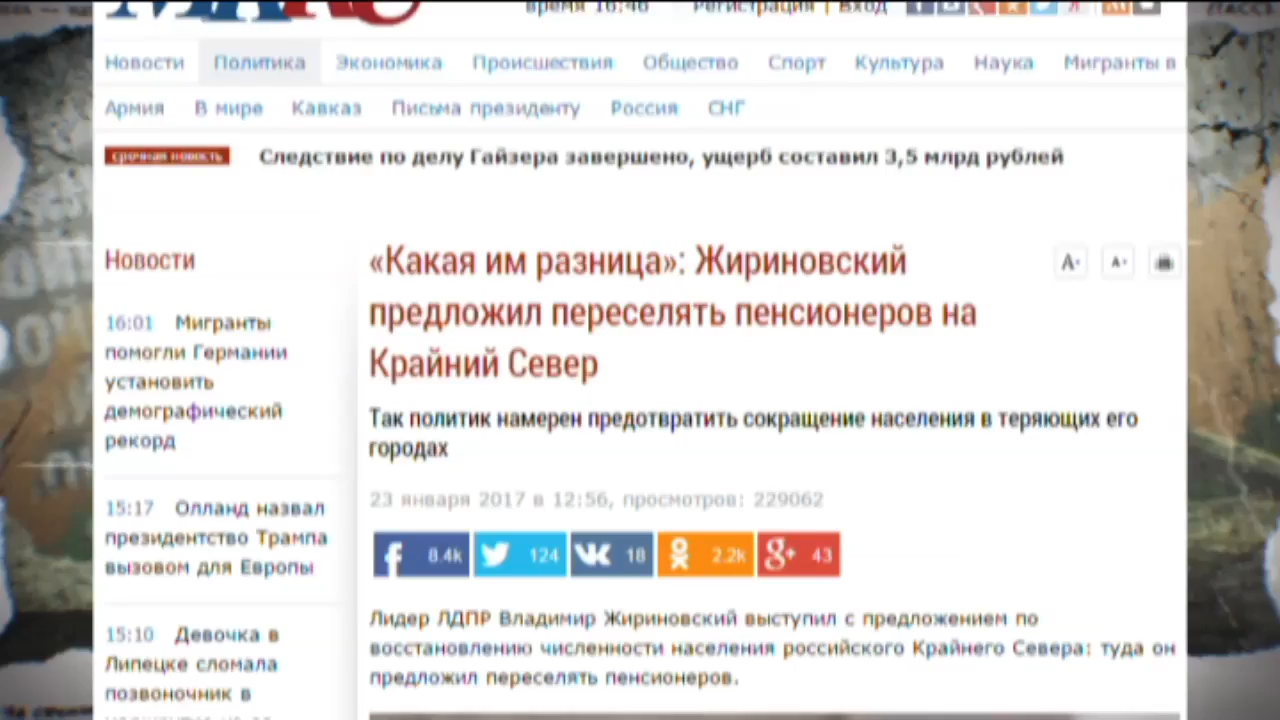 время 16:46 Регистрация | Вход
Новости Политика Экономика Происшествия Общество Спорт Культура Наука Мигранты в
Армия В мире Кавказ Письма президенту Россия СНГ
срочная новость Следствие по делу Гайзера завершено, ущерб составил 3,5 млрд рублей
Новости
16:01 Мигранты
помогли Германии
установить
демографический
рекорд
15:17 Олланд назвал
президентство Трампа
вызовом для Европы
15:10 Девочка в
Липецке сломала
позвоночник в
«Какая им разница»: Жириновский
предложил переселять пенсионеров на
Крайний Север
Так политик намерен предотвратить сокращение населения в теряющих его
городах
23 января 2017 в 12:56, просмотров: 229062
8.4k 124 18 2.2k 43
Лидер ЛДПР Владимир Жириновский выступил с предложением по
восстановлению численности населения российского Крайнего Севера: туда он
предложил переселять пенсионеров.